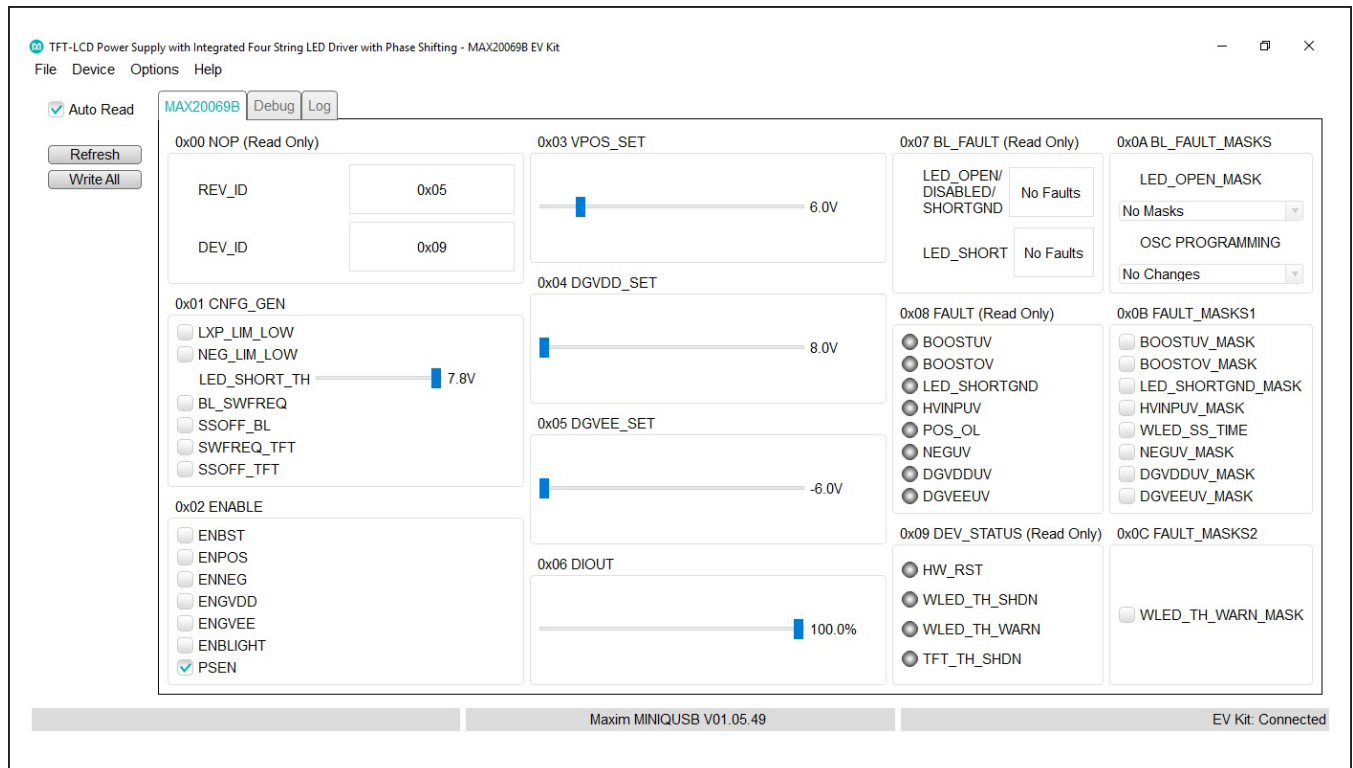 TFT-LCD Power Supply with Integrated Four String LED Driver with Phase Shifting - MAX20069B EV Kit
File Device Options Help
Auto Read
Refresh
Write All
MAX20069B Debug Log
0x00 NOP (Read Only)
REV_ID 0x05
DEV_ID 0x09
0x01 CNFG_GEN
LXP_LIM_LOW
NEG_LIM_LOW
LED_SHORT_TH 7.8V
BL_SWFREQ
SSOFF_BL
SWFREQ_TFT
SSOFF_TFT
0x02 ENABLE
ENBST
ENPOS
ENNEG
ENGVDD
ENGVEE
ENBLIGHT
PSEN
0x03 VPOS_SET
6.0V
0x04 DGVDD_SET
8.0V
0x05 DGVEE_SET
-6.0V
0x06 DIOUT
100.0%
0x07 BL_FAULT (Read Only)
LED_OPEN/
DISABLED/
SHORTGND
No Faults
LED_SHORT No Faults
0x08 FAULT (Read Only)
BOOSTUV
BOOSTOV
LED_SHORTGND
HVINPUV
POS_OL
NEGUV
DGVDDUV
DGVEEUV
0x09 DEV_STATUS (Read Only)
HW_RST
WLED_TH_SHDN
WLED_TH_WARN
TFT_TH_SHDN
0x0A BL_FAULT_MASKS
LED_OPEN_MASK
No Masks
OSC PROGRAMMING
No Changes
0x0B FAULT_MASKS1
BOOSTUV_MASK
BOOSTOV_MASK
LED_SHORTGND_MASK
HVINPUV_MASK
WLED_SS_TIME
NEGUV_MASK
DGVDDUV_MASK
DGVEEUV_MASK
0x0C FAULT_MASKS2
WLED_TH_WARN_MASK
Maxim MINIQUSB V01.05.49
EV Kit: Connected